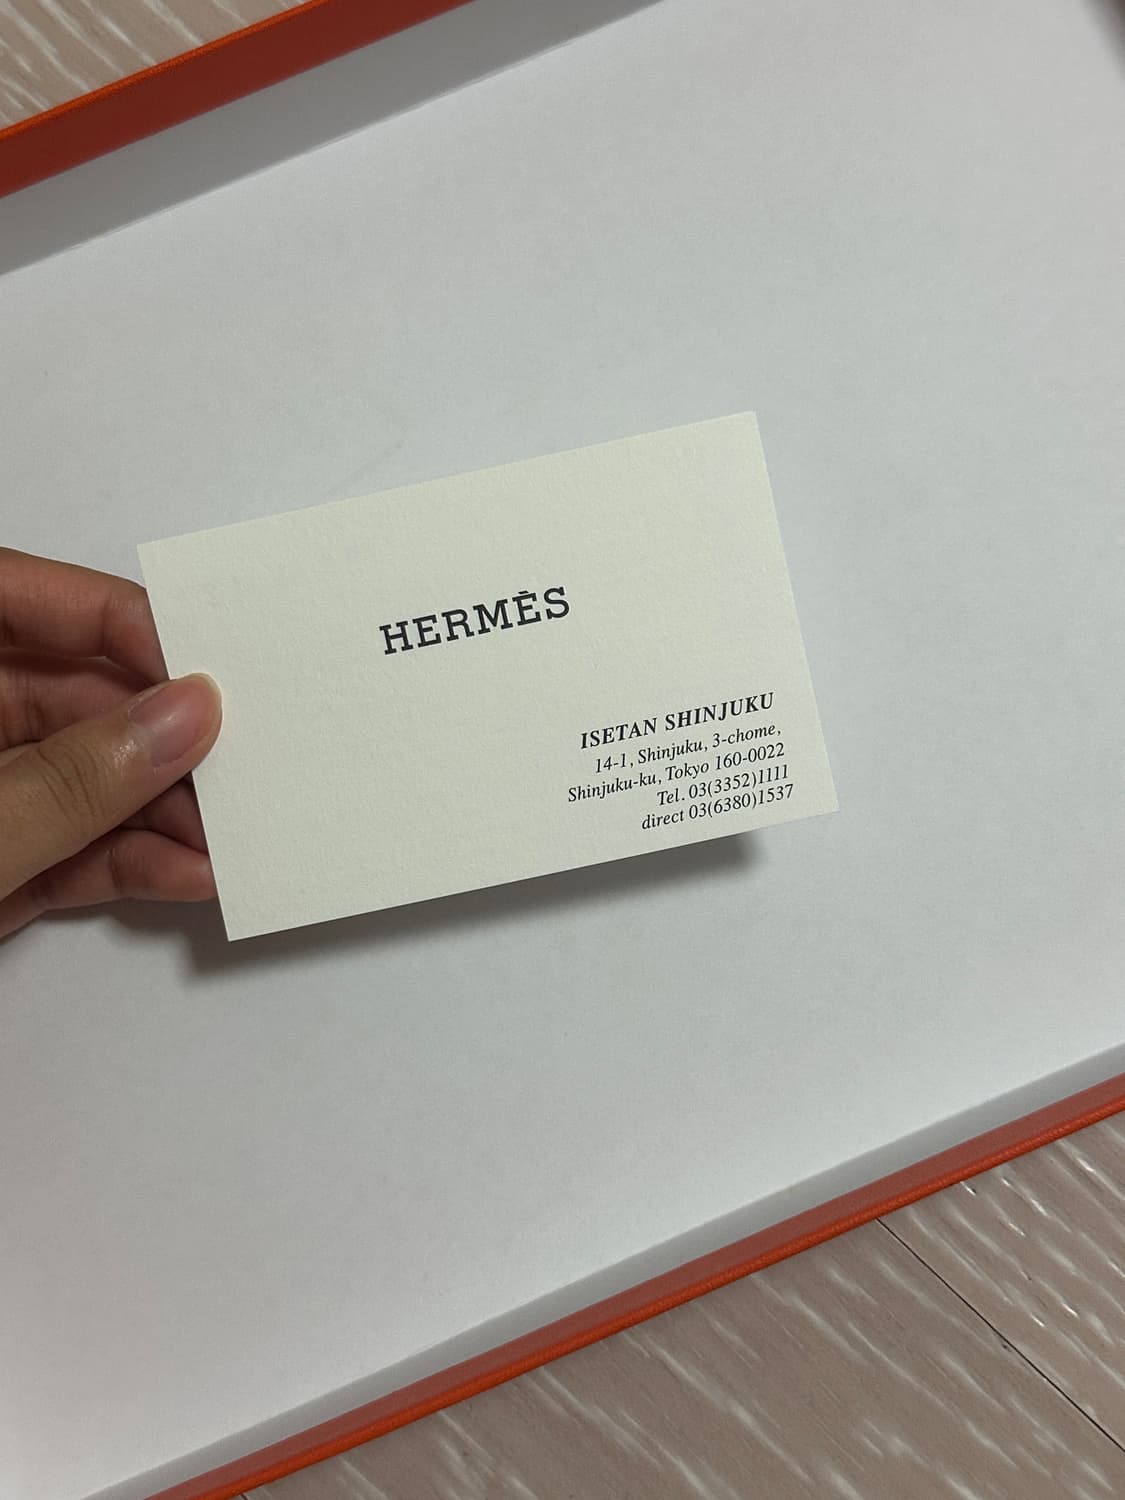 HERMÈS
ISETAN SHINJUKU
14-1, Shinjuku, 3-chome,
Shinjuku-ku, Tokyo 160-0022
Tel. 03(3352)1111
direct 03(6380)1537